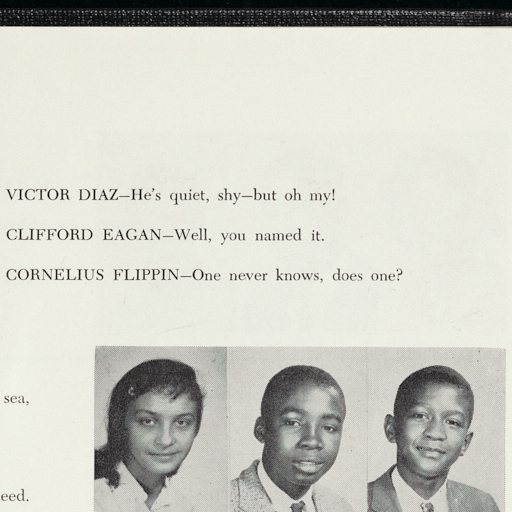 VICTOR DIAZ—He's quiet, shy—but oh my!
CLIFFORD EAGAN—Well, you named it.
CORNELIUS FLIPPIN—One never knows, does one?
sea,
eed.